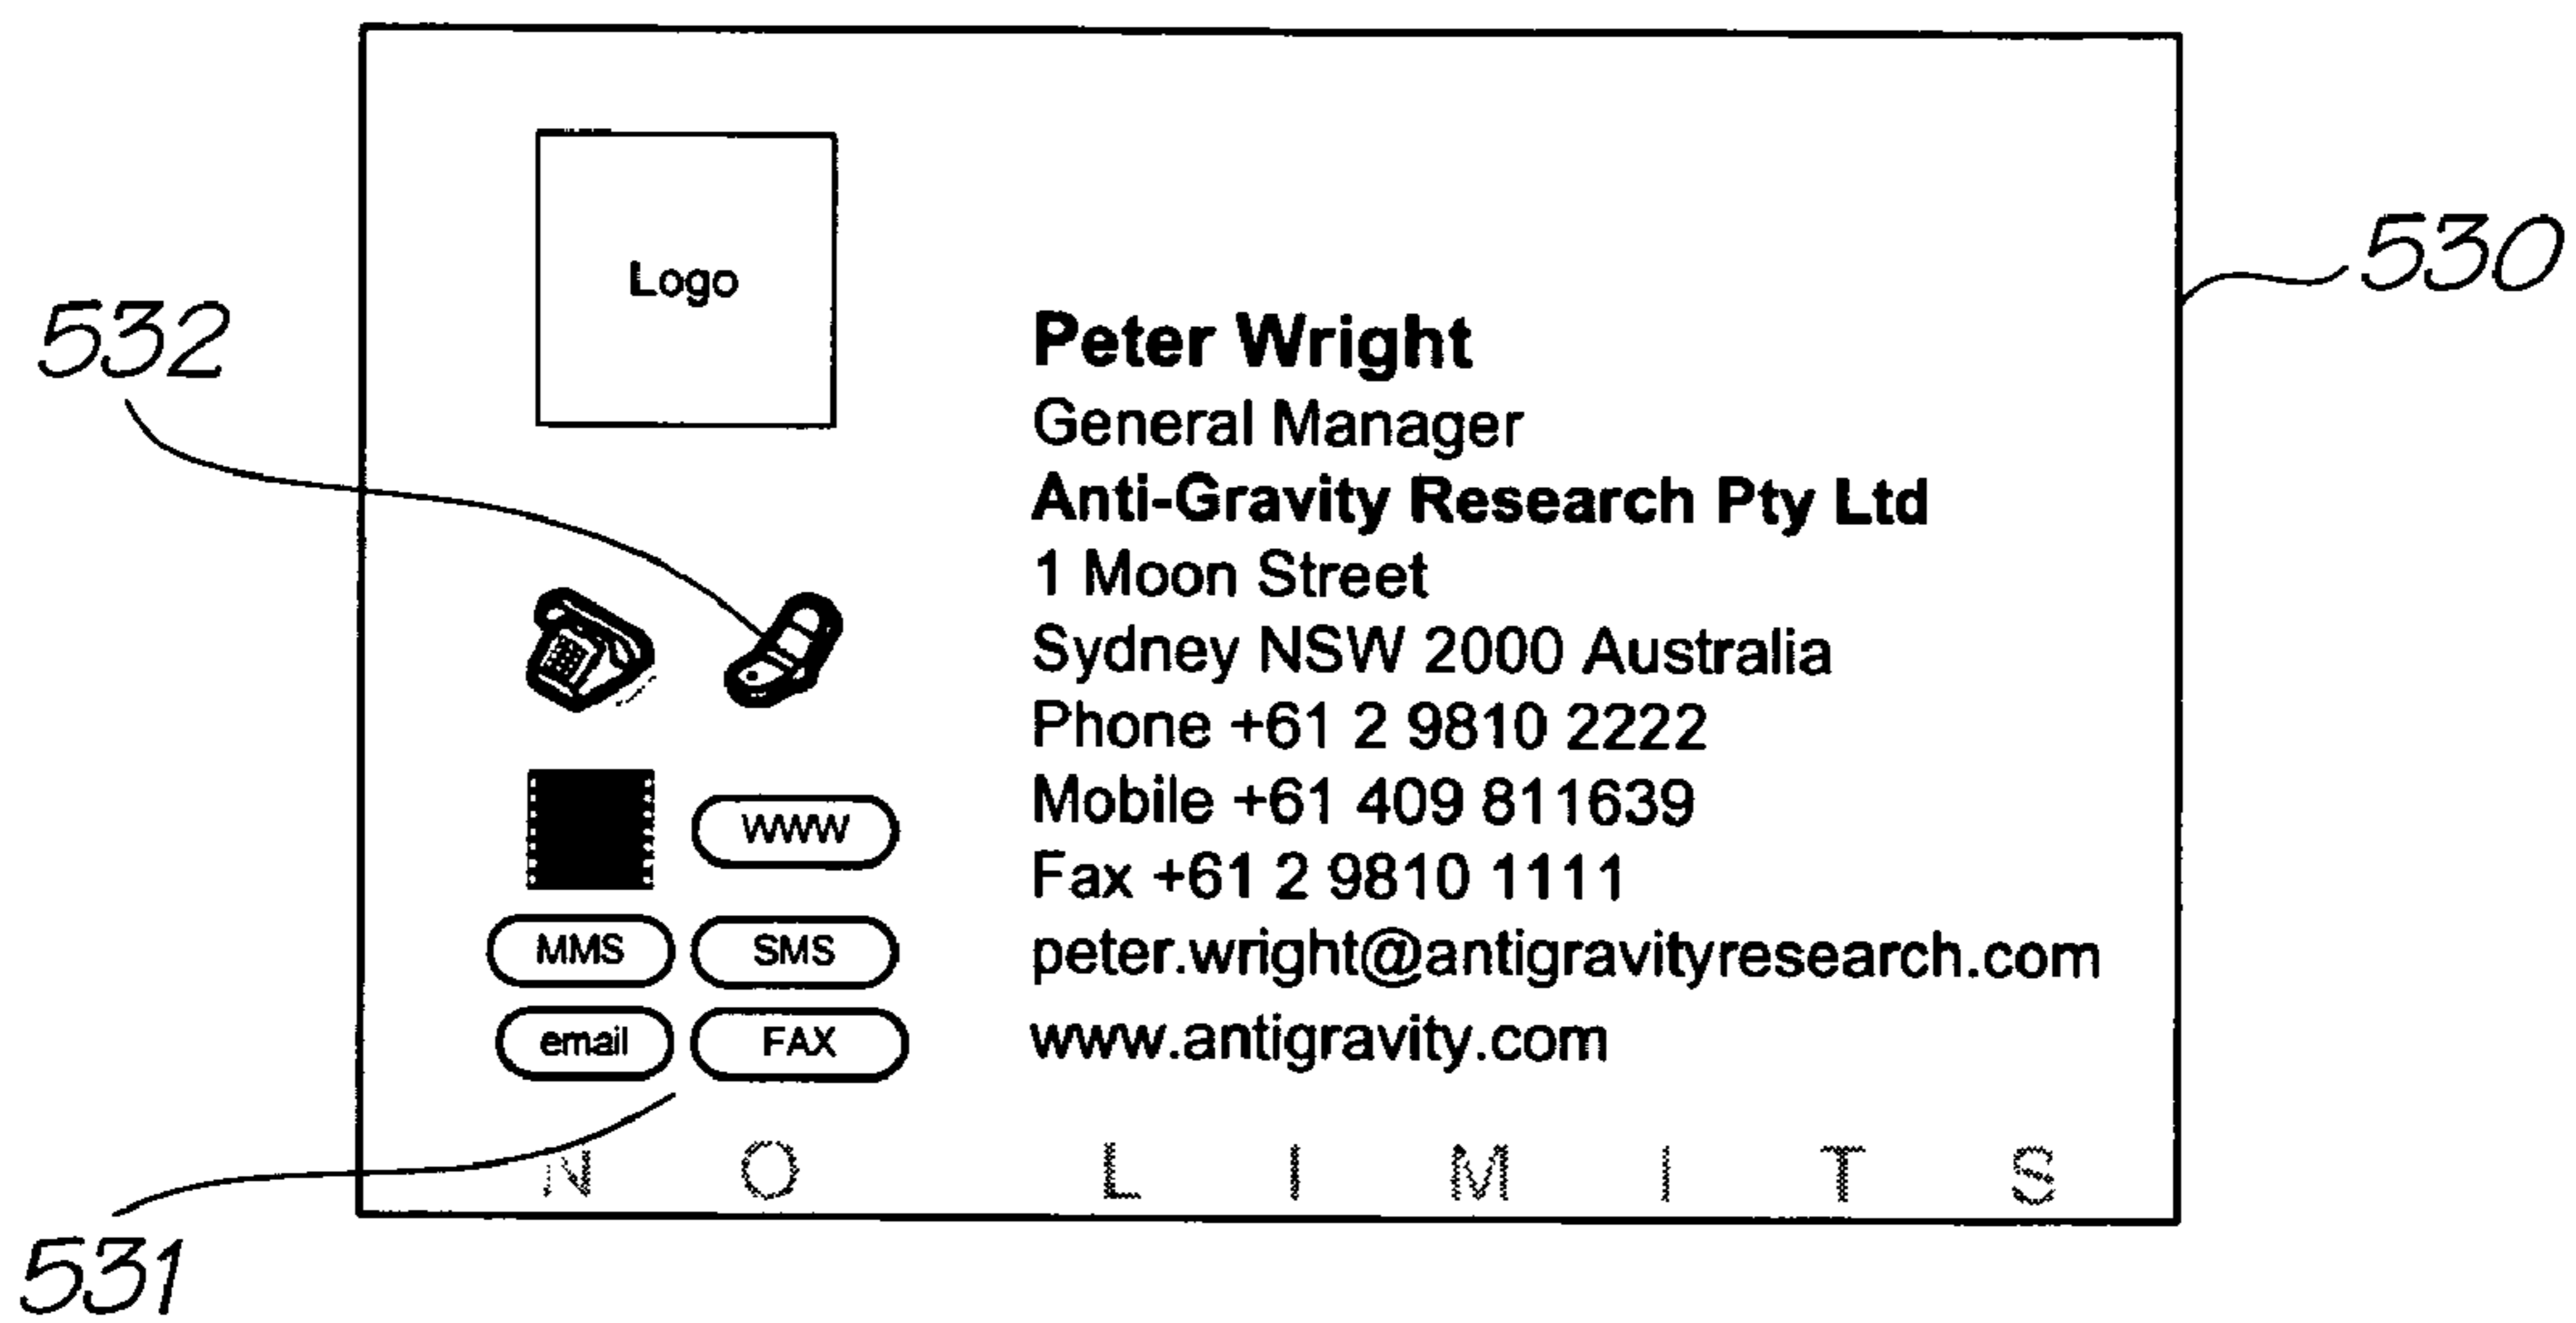 Logo
532
530
Peter Wright
General Manager
Anti-Gravity Research Pty Ltd
1 Moon Street
Sydney NSW 2000 Australia
Phone +61 2 9810 2222
Mobile +61 409 811639
Fax +61 2 9810 1111
peter.wright@antigravityresearch.com
www.antigravity.com
WWW
MMS SMS
email FAX
NO LIMITS
531